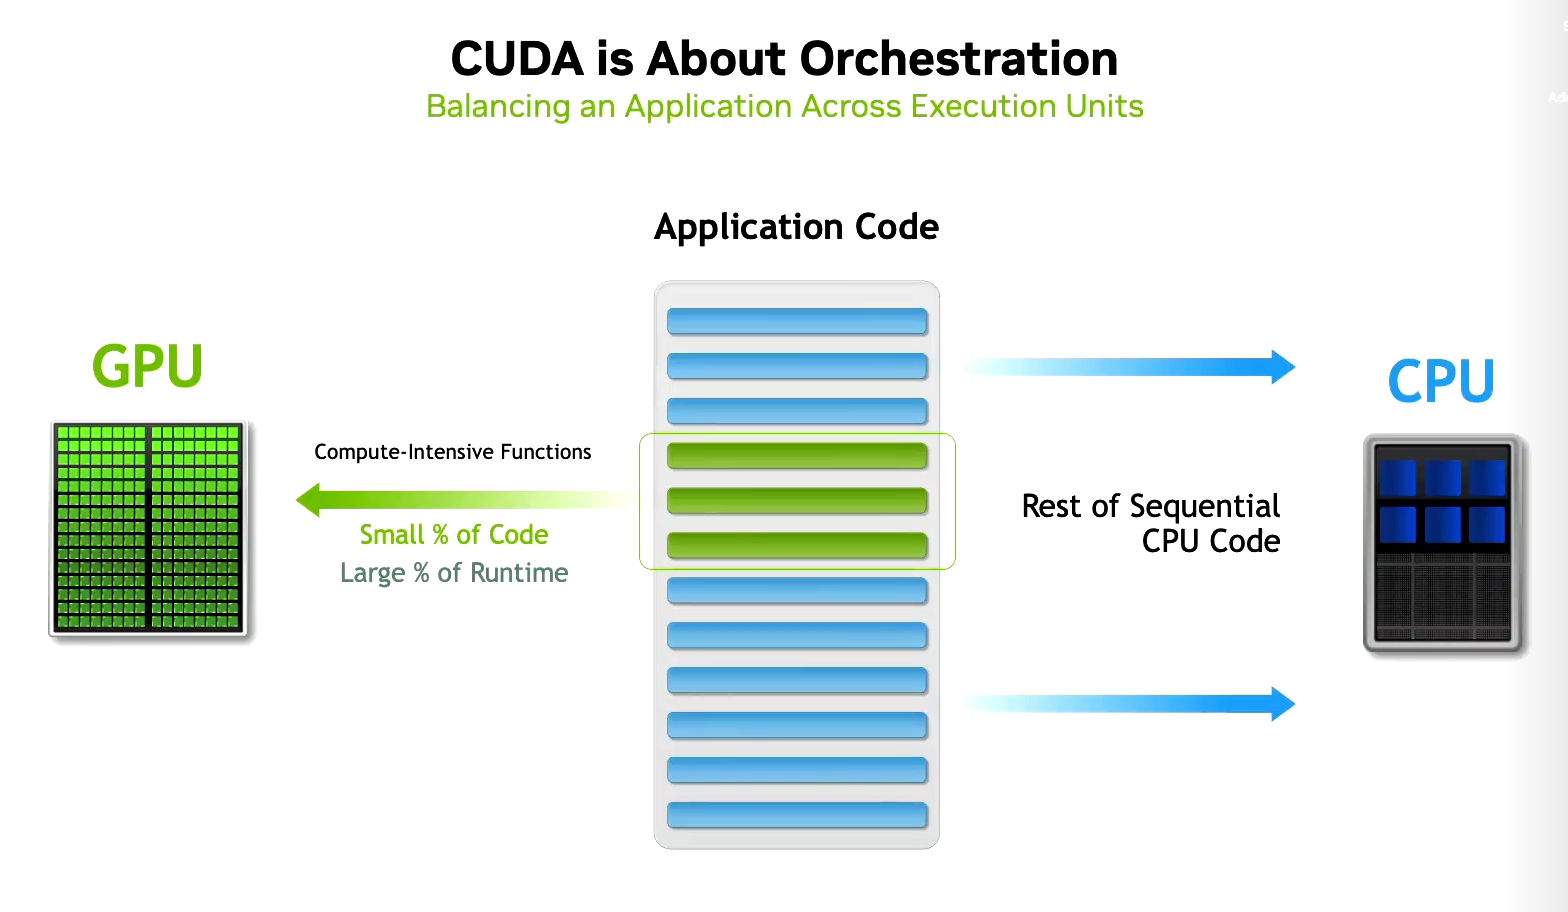 CUDA is About Orchestration
Balancing an Application Across Execution Units
Application Code
GPU
Compute-Intensive Functions
Small % of Code
Large % of Runtime
CPU
Rest of Sequential
CPU Code